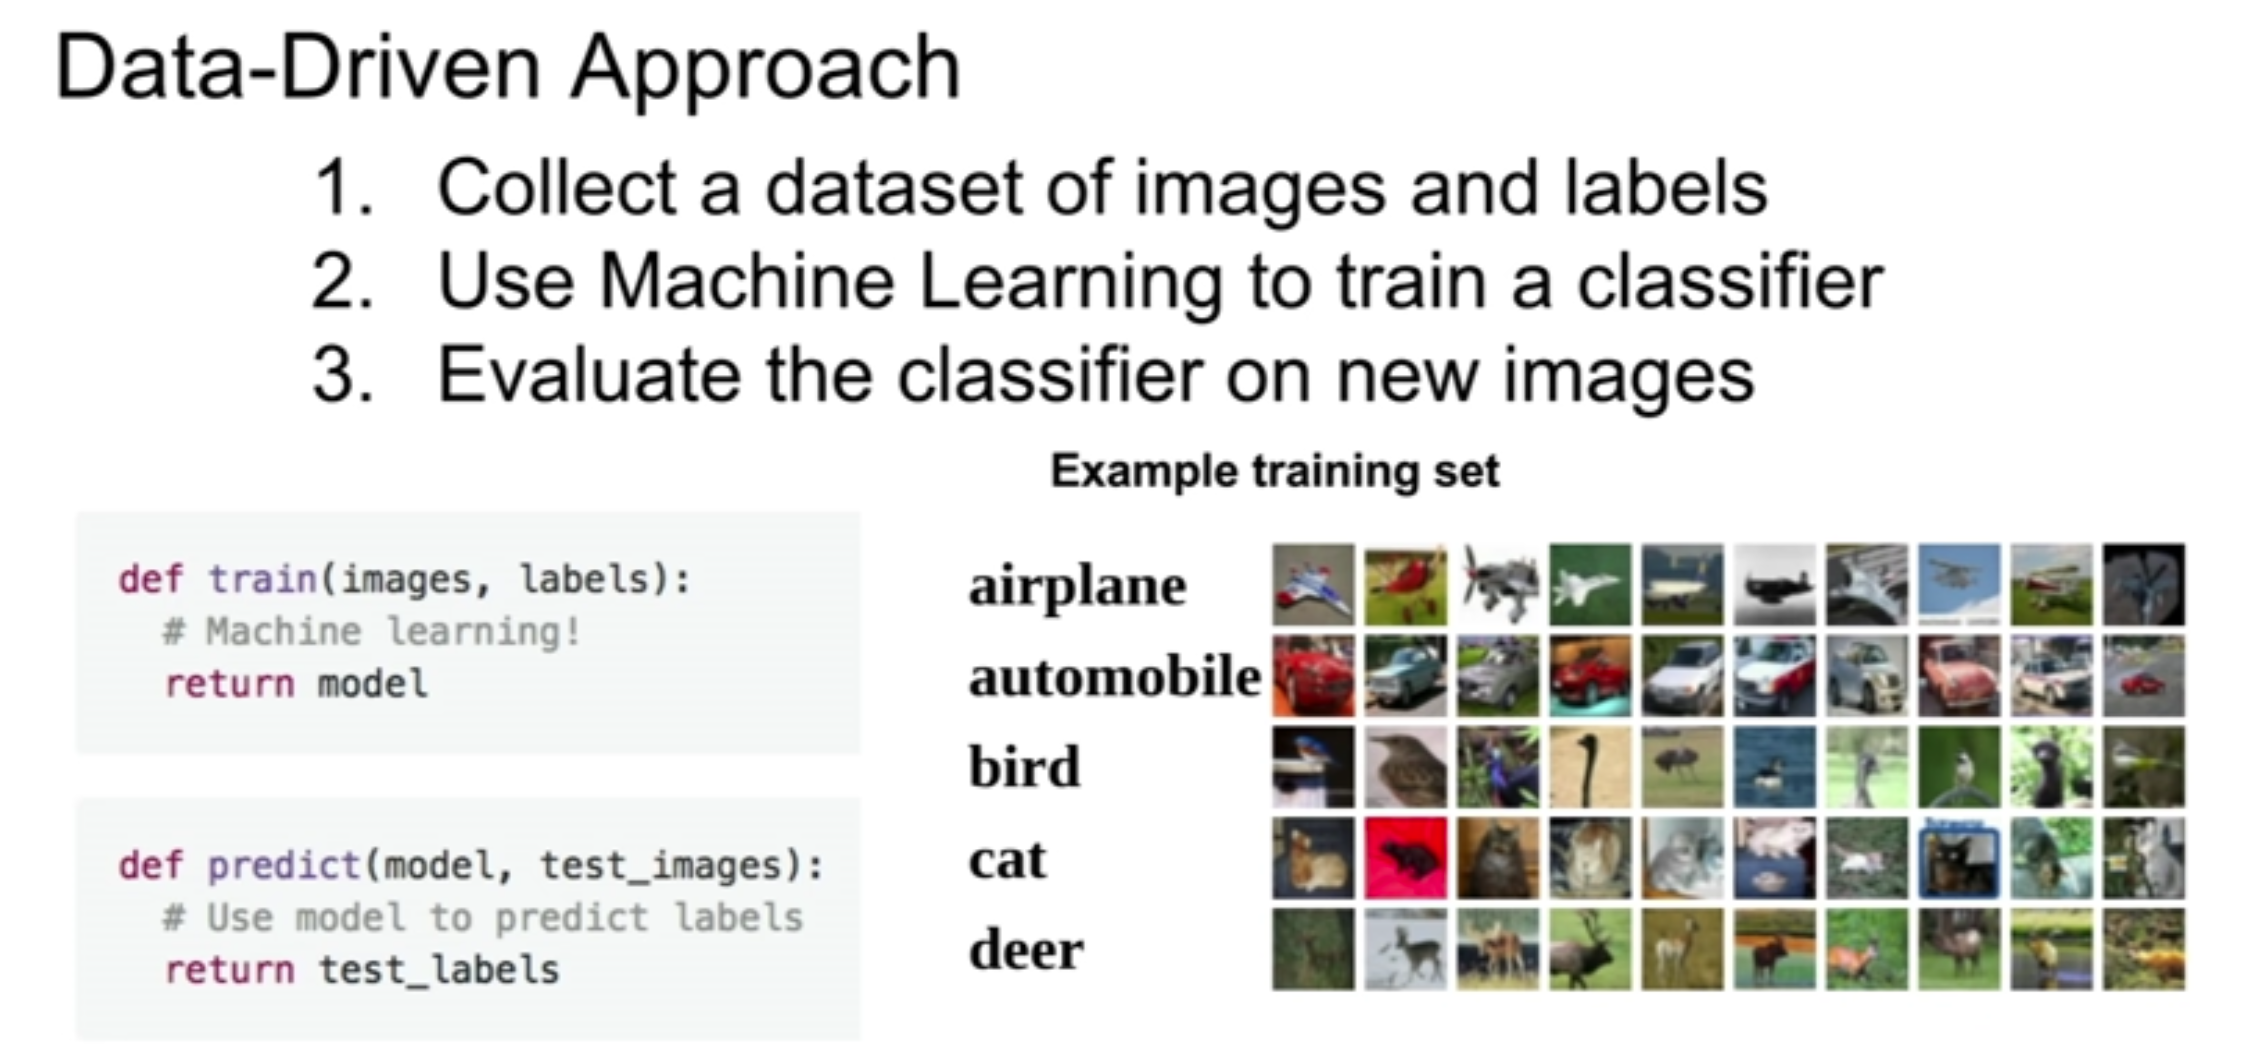 Data-Driven Approach
1. Collect a dataset of images and labels
2. Use Machine Learning to train a classifier
3. Evaluate the classifier on new images
Example training set
def train(images, labels):
# Machine learning!
return model
def predict(model, test_images):
# Use model to predict labels
return test_labels
airplane
automobile
bird
cat
deer